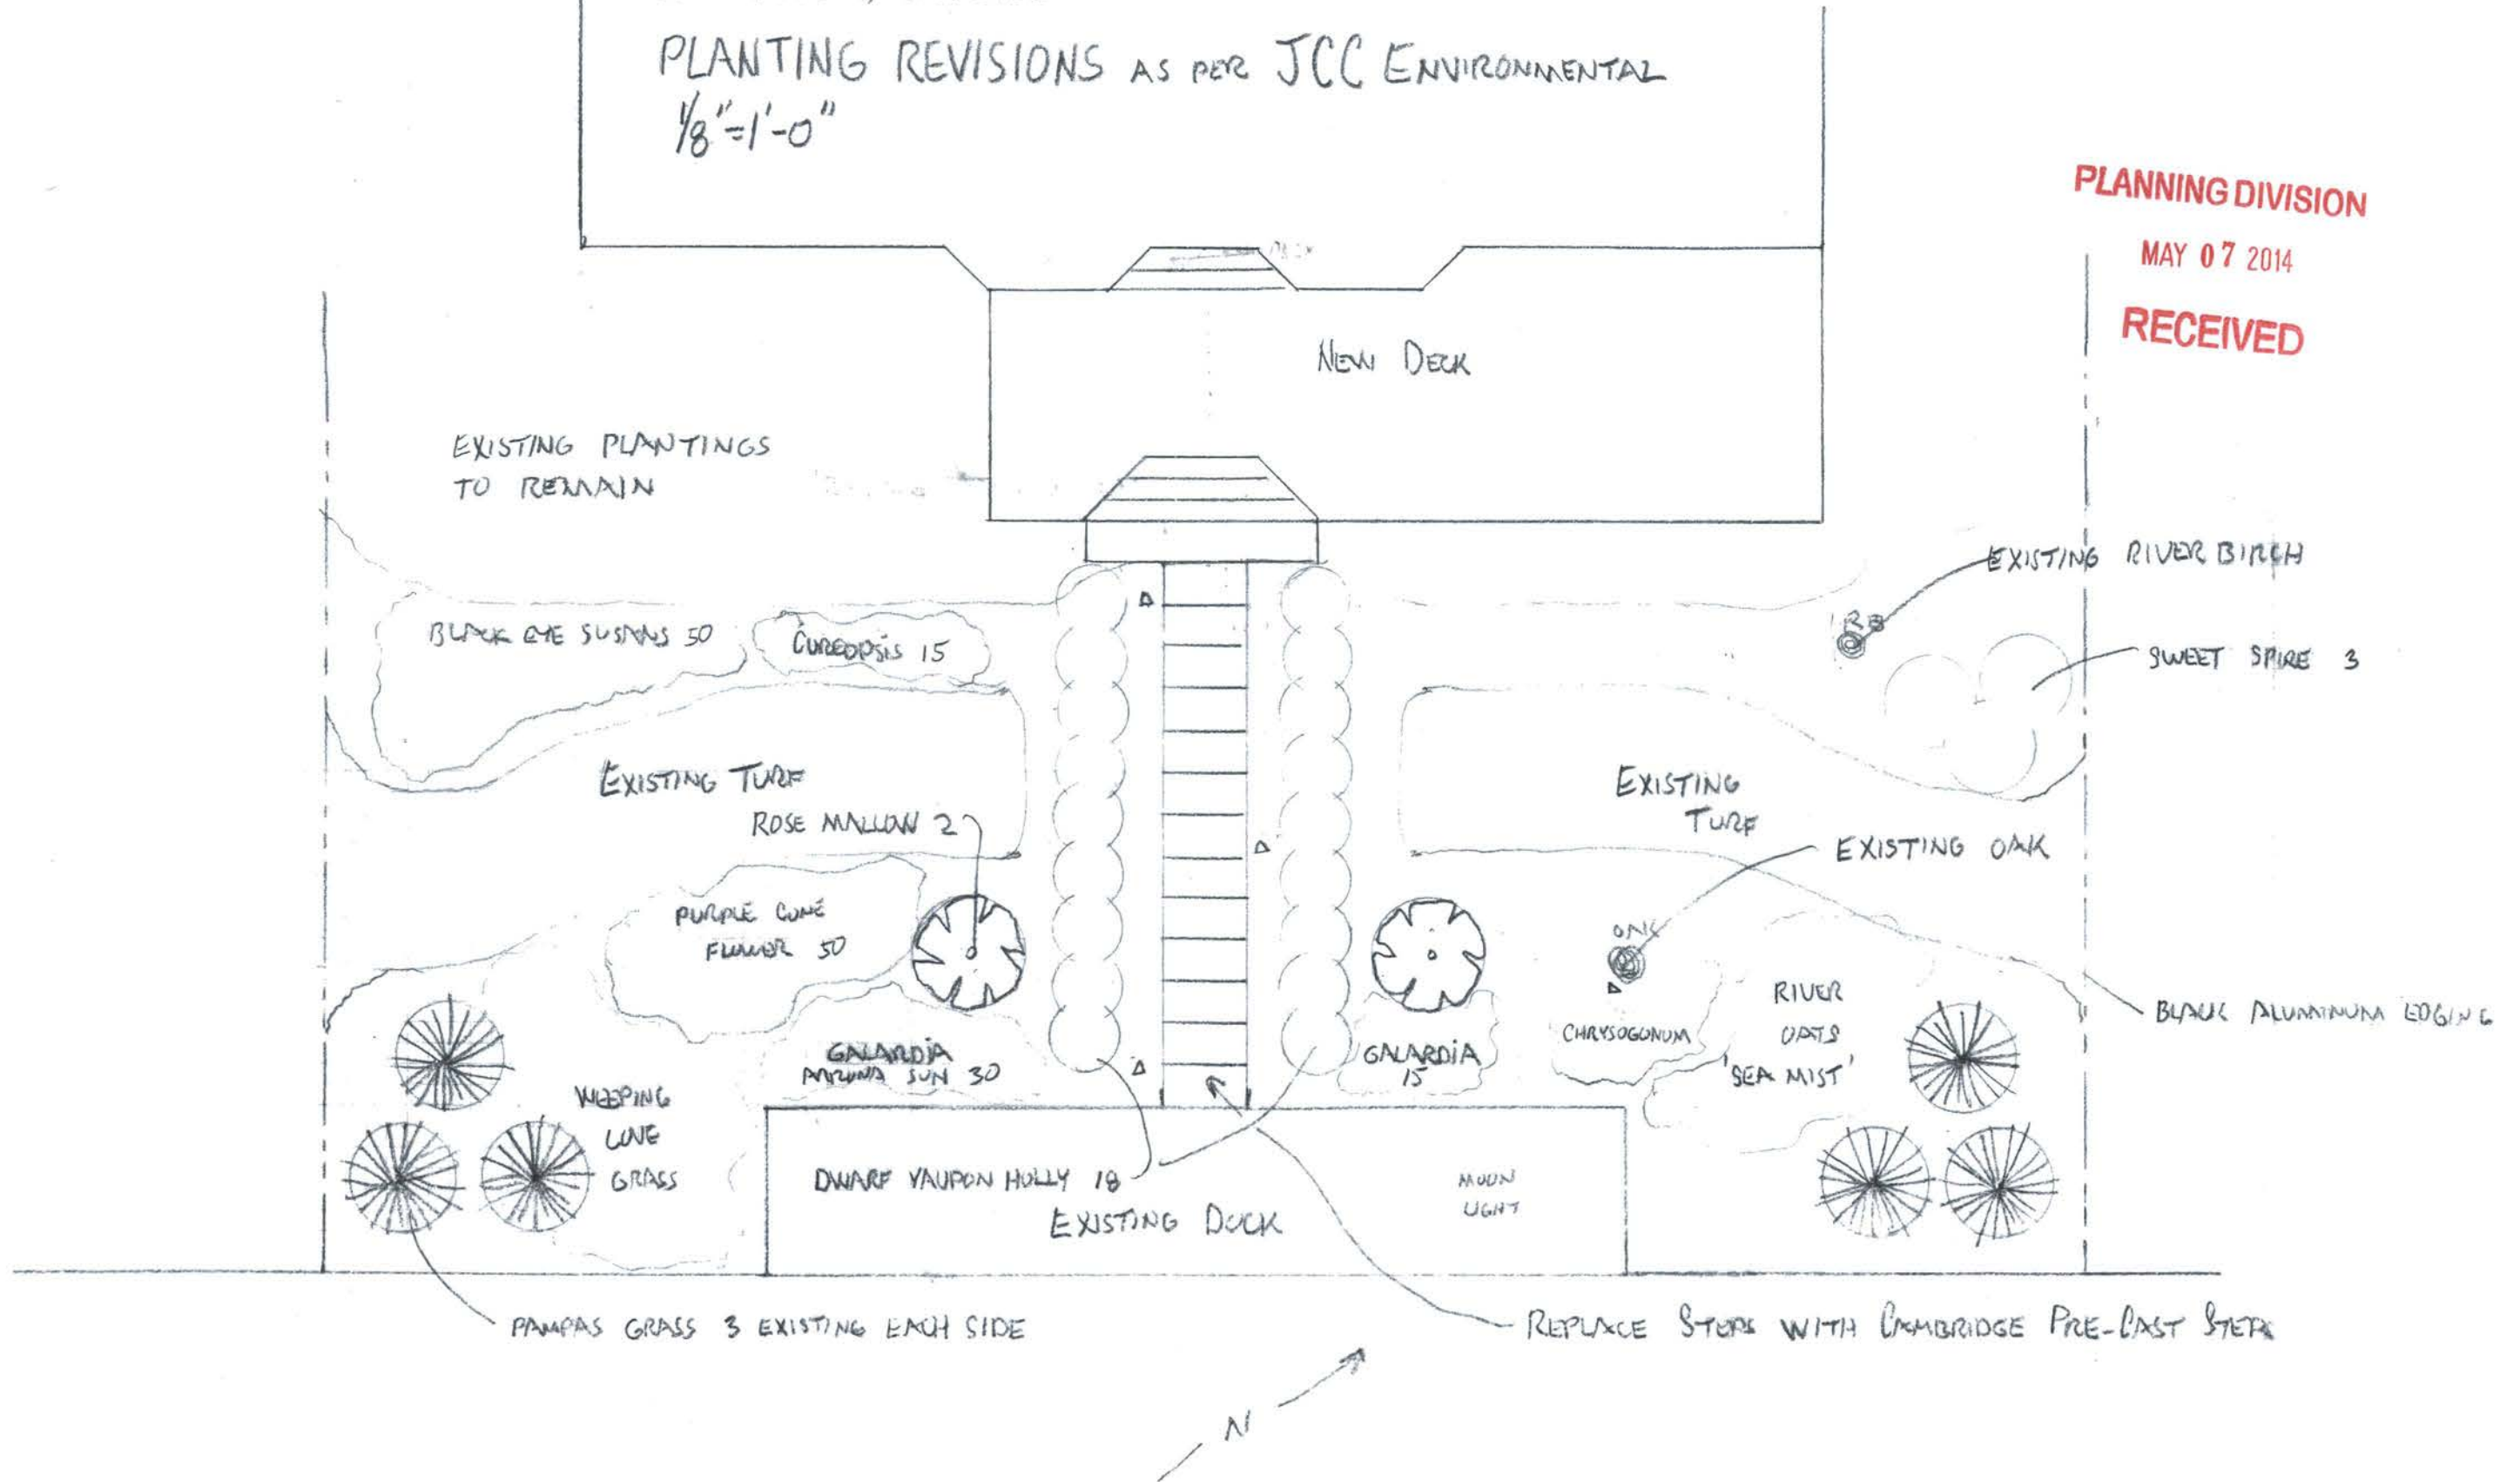 PLANTING REVISIONS AS PER JCC ENVIRONMENTAL
1/8"=1'-0"
PLANNING DIVISION
MAY 07 2014
RECEIVED
NEW DECK
EXISTING PLANTINGS
TO REMAIN
EXISTING RIVER BIRCH
RB
BLACK EYE SUSANS 50
COREOPSIS 15
SWEET SPIRE 3
EXISTING TURF
EXISTING
TURF
ROSE MALLOW 2
EXISTING OAK
PURPLE CONE
FLOWER 50
OAK
RIVER
OATS
'SEA MIST'
BLACK ALUMINUM EDGING
CHRYSOGONUM
GALARDIA
ARIZONA SUN 30
GALARDIA
15
WEEPING
LOVE
GRASS
DWARF YAUPON HOLLY 18
MOON
LIGHT
EXISTING DOCK
PAMPAS GRASS 3 EXISTING EACH SIDE
REPLACE STEPS WITH CAMBRIDGE PRE-CAST STEPS
N